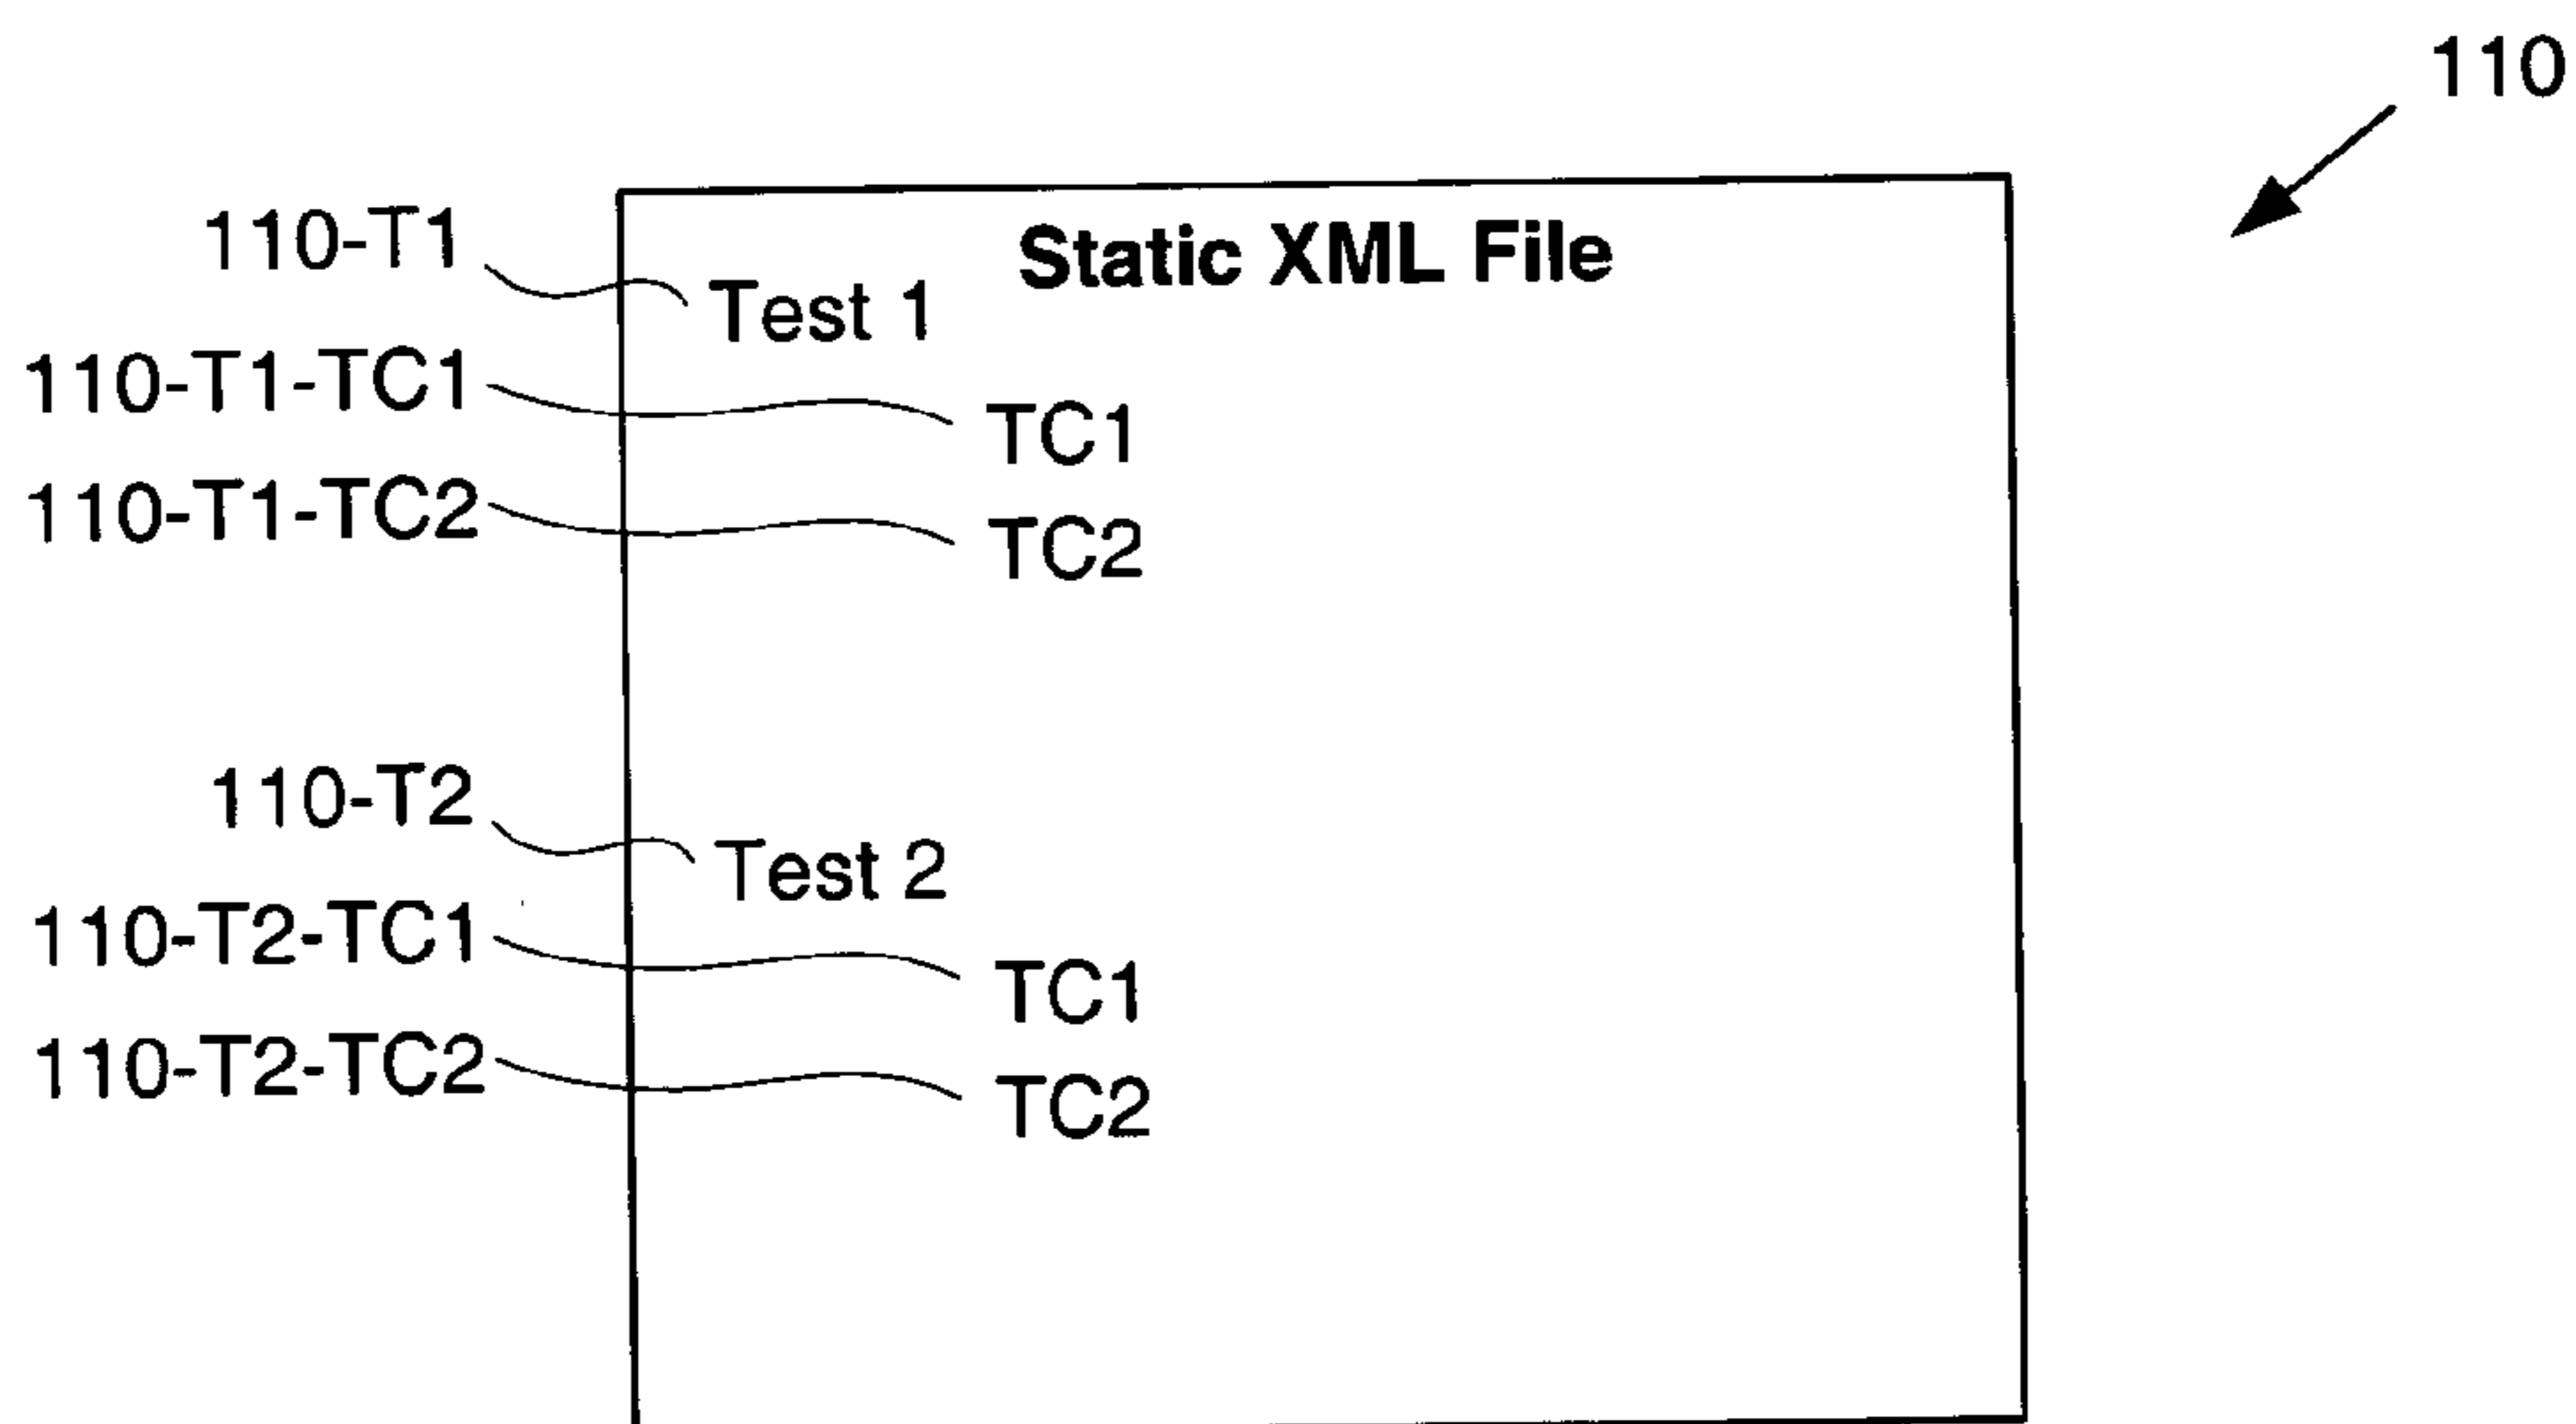 110
Static XML File
110-T1
Test 1
110-T1-TC1
TC1
110-T1-TC2
TC2
110-T2
Test 2
110-T2-TC1
TC1
110-T2-TC2
TC2